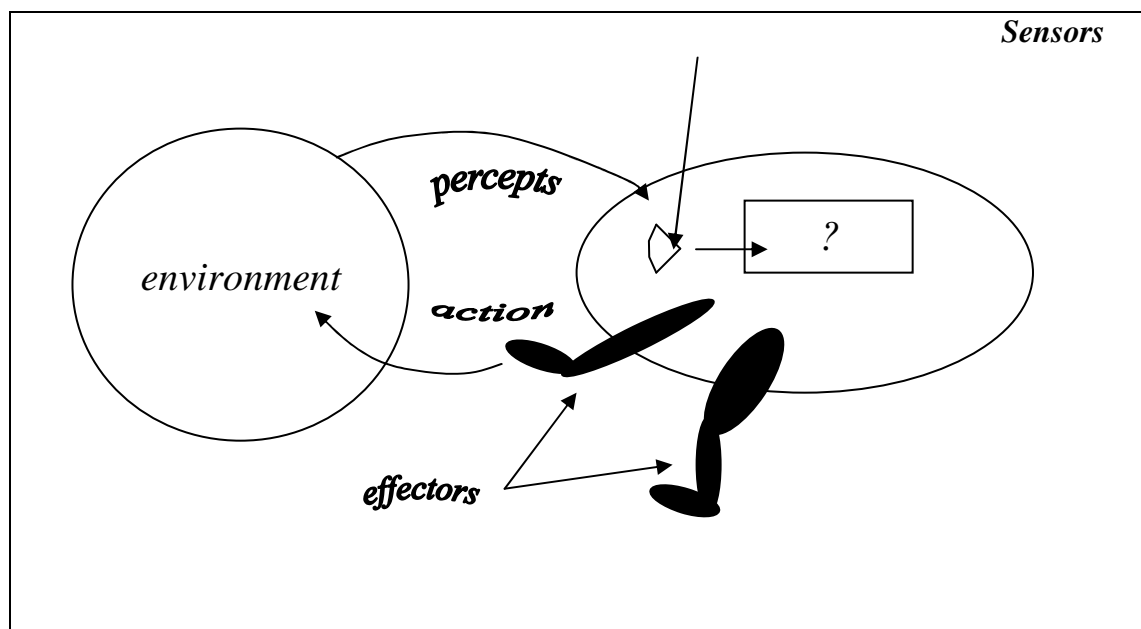 Sensors
percepts
?
environment
action
effectors